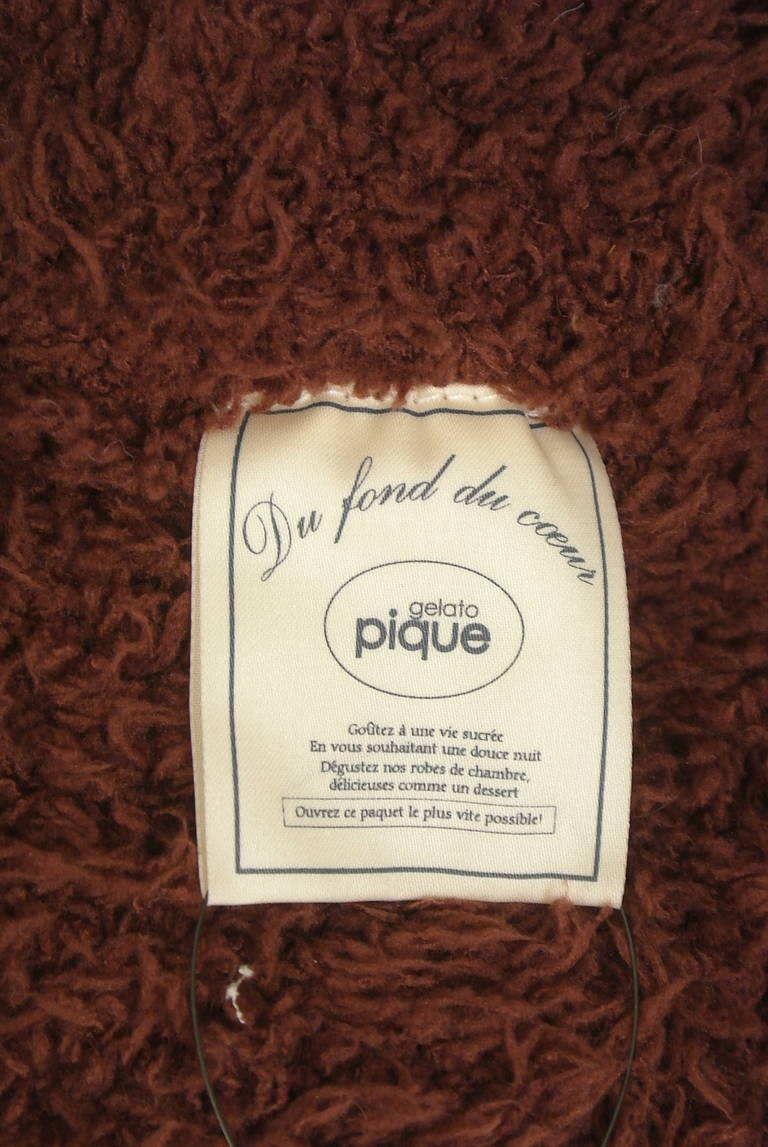 Du fond du cœur
gelato
pique
Goûtez à une vie sucrée
En vous souhaitant une douce nuit
Dégustez nos robes de chambre,
délicieuses comme un dessert
Ouvrez ce paquet le plus vite possible!